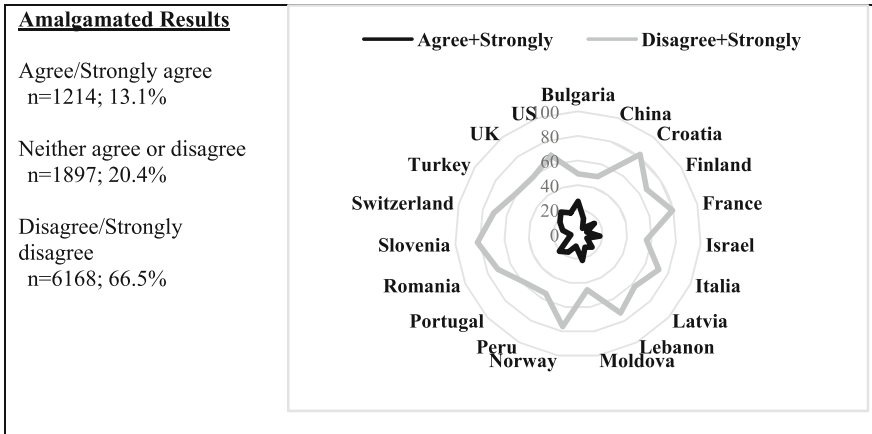 Amalgamated Results
Agree/Strongly agree
n=1214; 13.1%
Neither agree or disagree
n=1897; 20.4%
Disagree/Strongly
disagree
n=6168; 66.5%
Agree+Strongly
Disagree+Strongly
Bulgaria
China
Croatia
Finland
France
Israel
Italia
Latvia
Lebanon
Moldova
Norway
Peru
Portugal
Romania
Slovenia
Switzerland
Turkey
UK
US
100
80
60
40
20
0